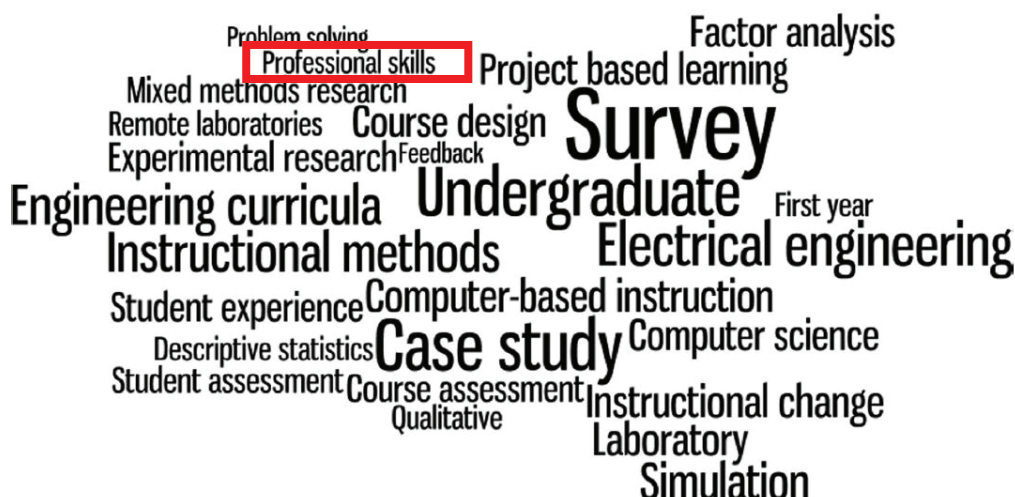 Problem solving
Factor analysis
Professional skills
Project based learning
Mixed methods research
Remote laboratories
Course design
Survey
Experimental research
Feedback
Undergraduate
Engineering curricula
First year
Instructional methods
Electrical engineering
Student experience
Computer-based instruction
Descriptive statistics
Case study
Computer science
Student assessment
Course assessment
Instructional change
Qualitative
Laboratory
Simulation